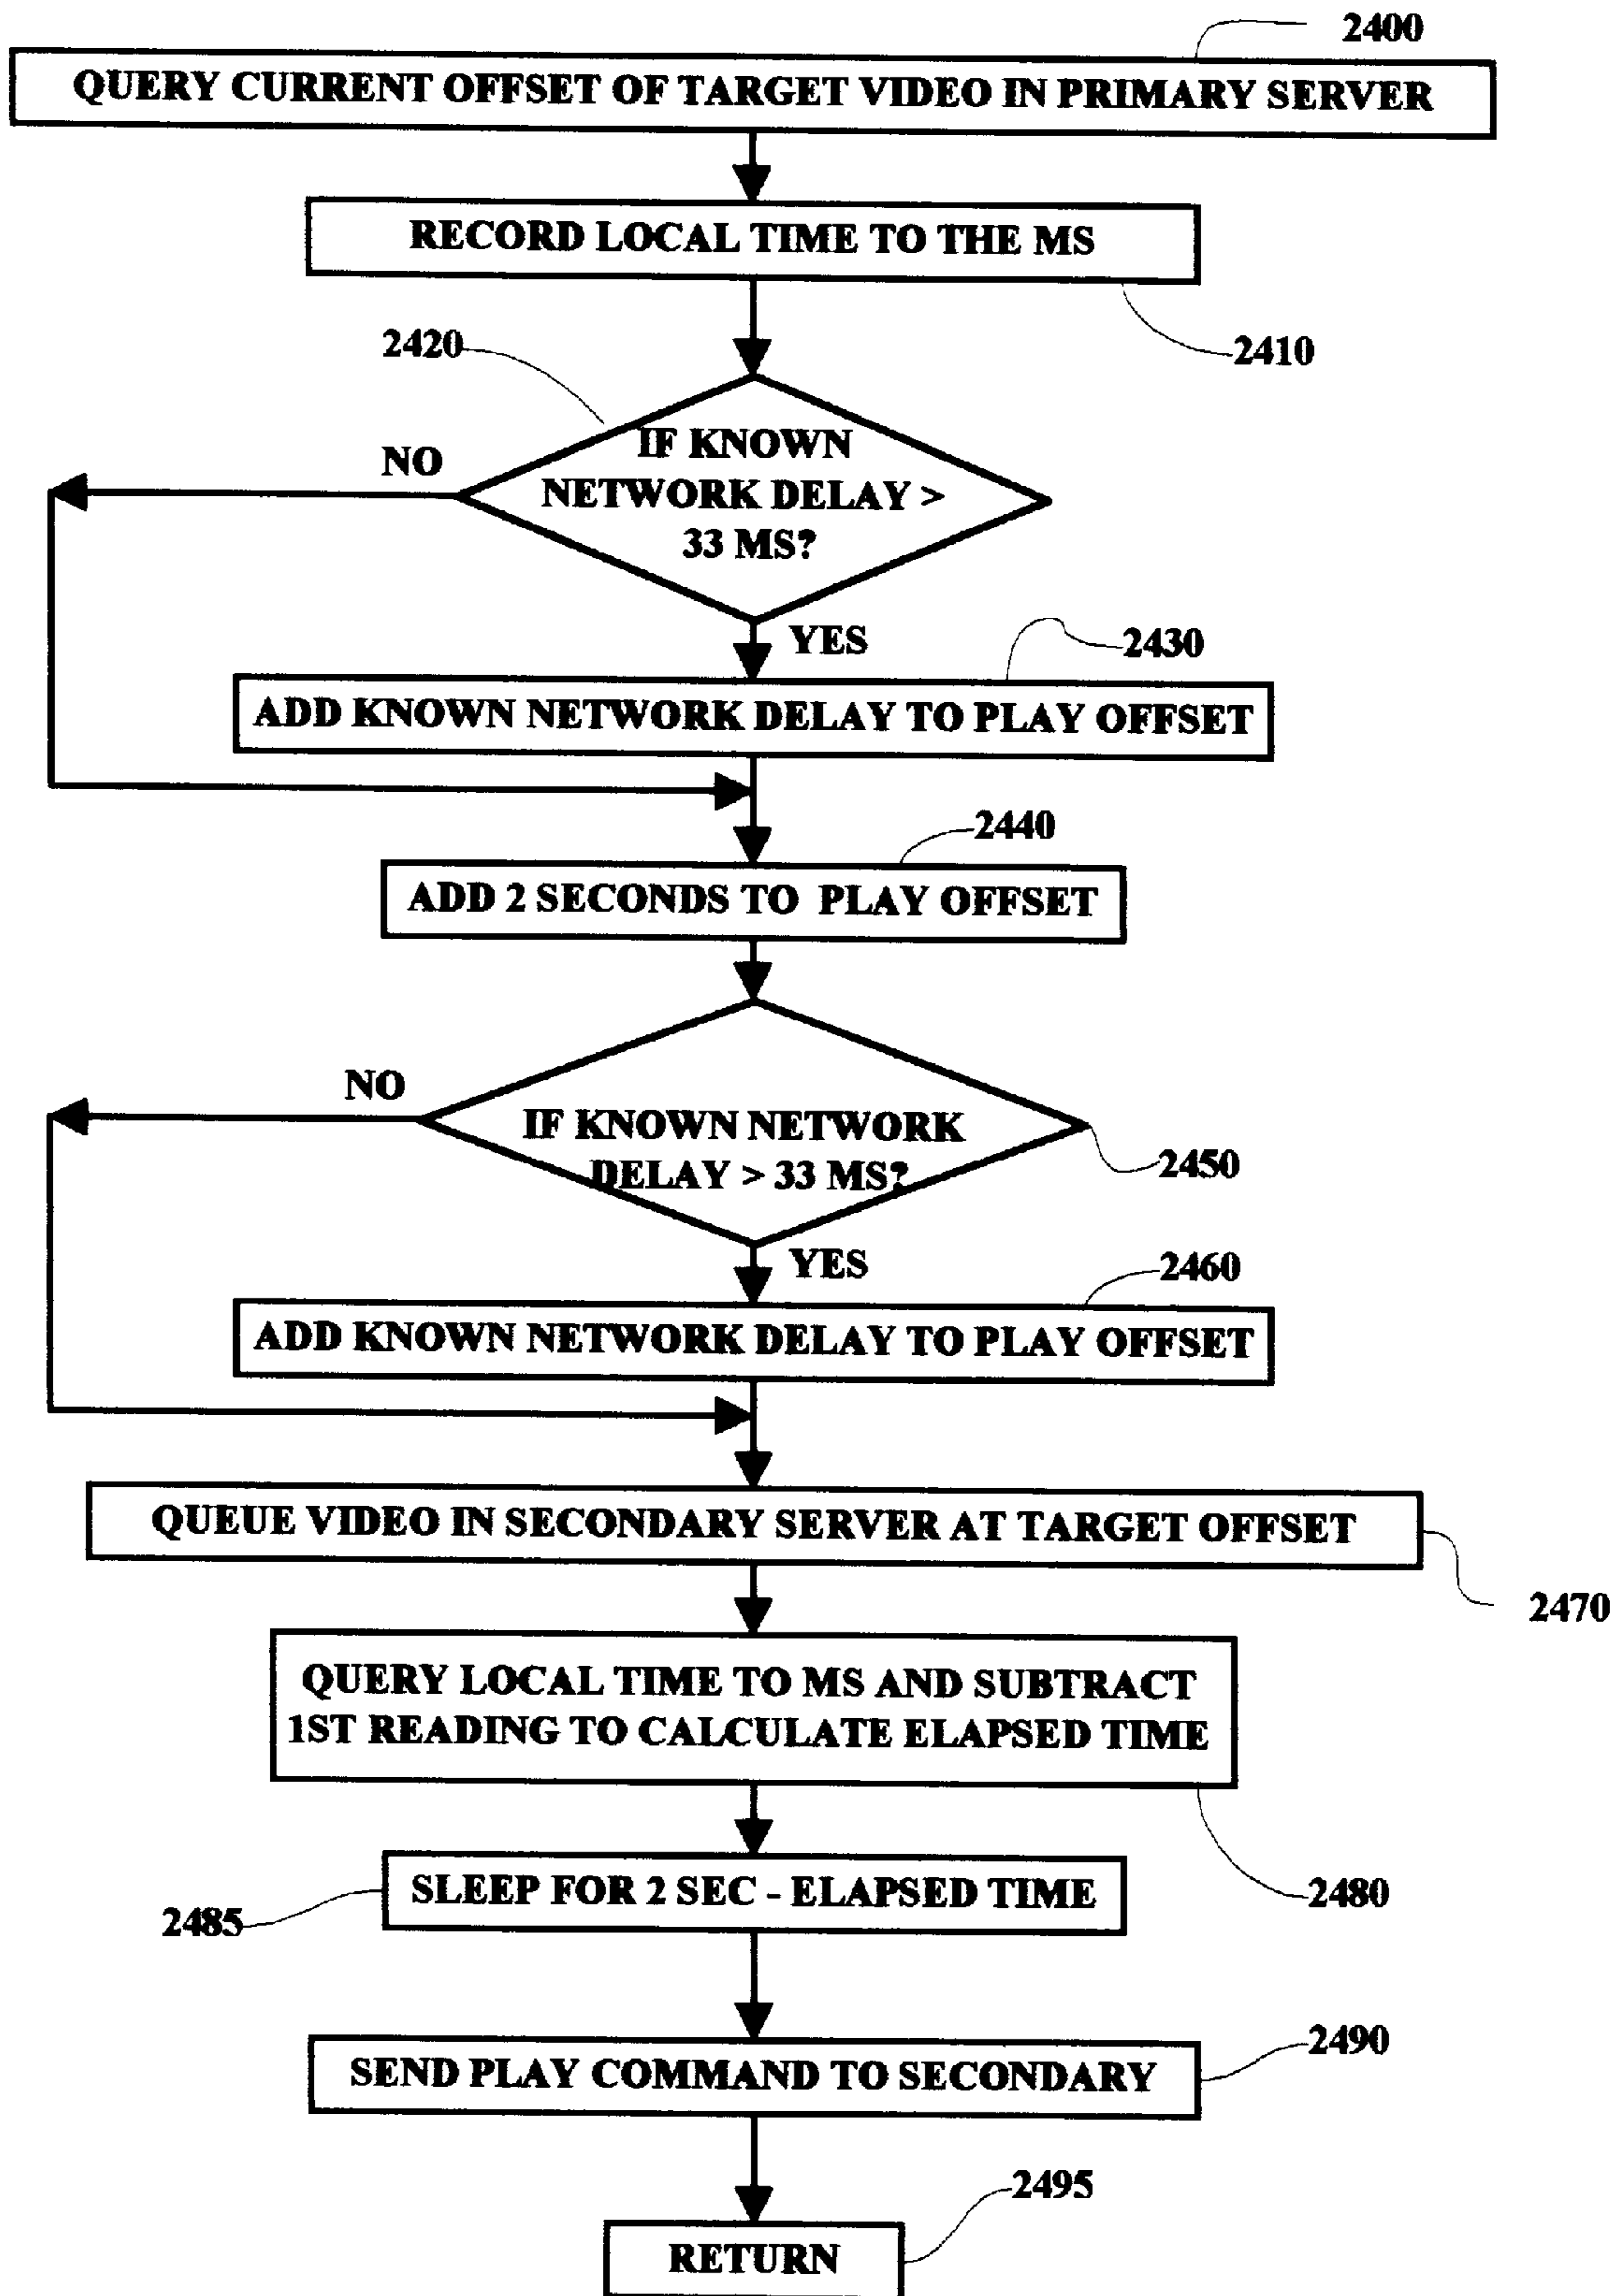 2400
QUERY CURRENT OFFSET OF TARGET VIDEO IN PRIMARY SERVER
RECORD LOCAL TIME TO THE MS
2410
2420
IF KNOWN
NETWORK DELAY >
33 MS?
NO
YES
2430
ADD KNOWN NETWORK DELAY TO PLAY OFFSET
2440
ADD 2 SECONDS TO PLAY OFFSET
NO
IF KNOWN NETWORK
DELAY > 33 MS?
2450
YES
2460
ADD KNOWN NETWORK DELAY TO PLAY OFFSET
QUEUE VIDEO IN SECONDARY SERVER AT TARGET OFFSET
2470
QUERY LOCAL TIME TO MS AND SUBTRACT
1ST READING TO CALCULATE ELAPSED TIME
2480
SLEEP FOR 2 SEC - ELAPSED TIME
2485
2490
SEND PLAY COMMAND TO SECONDARY
2495
RETURN